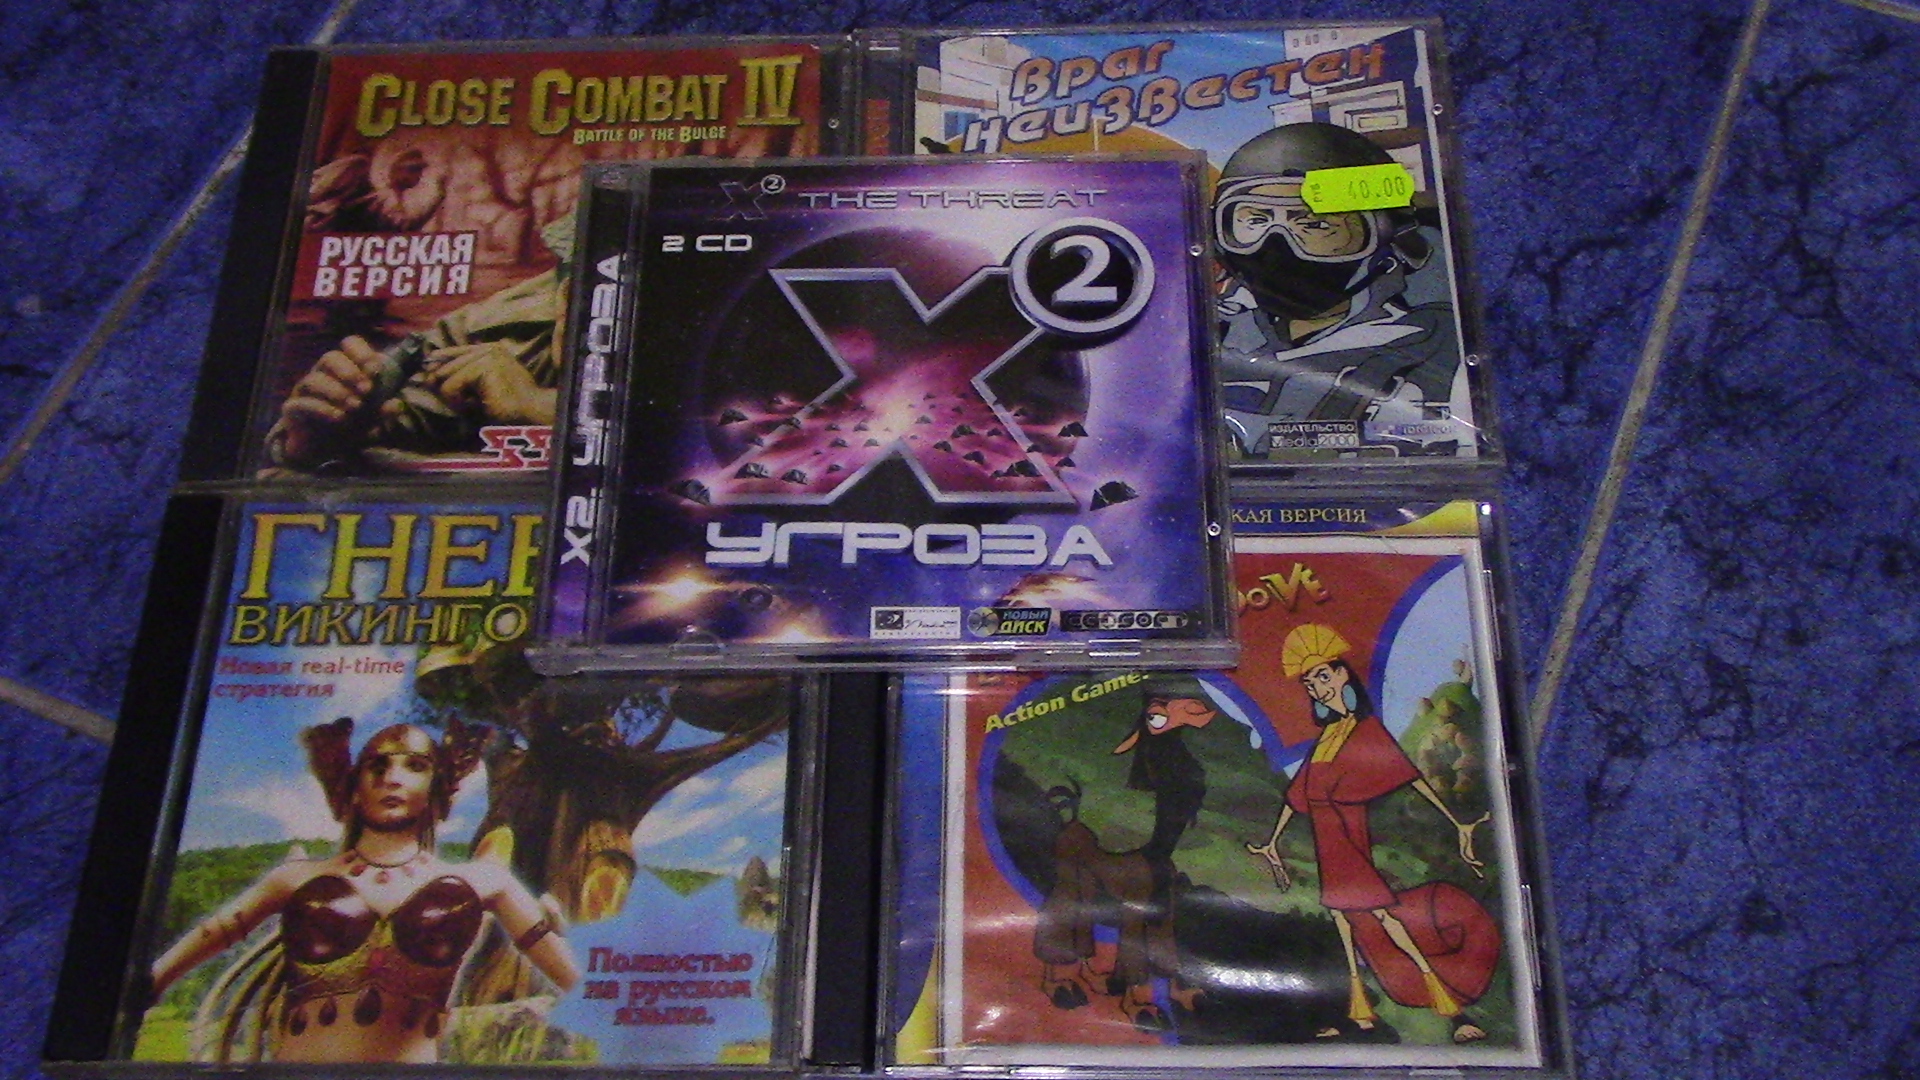 CLOSE COMBAT IV
BATTLE OF THE BULGE
РУССКАЯ
ВЕРСИЯ
Враг
неизвестен
40.00
ИЗДАТЕЛЬСТВО
Media2000
X2 THE THREAT
2 CD
X 2
УГРОЗА
X2: УГРОЗА
НОВЫЙ
ДИСК
ГНЕВ
ВИКИНГО
Новая real-time
стратегия
Полностью
на русском
языке.
КАЯ ВЕРСИЯ
Action Game